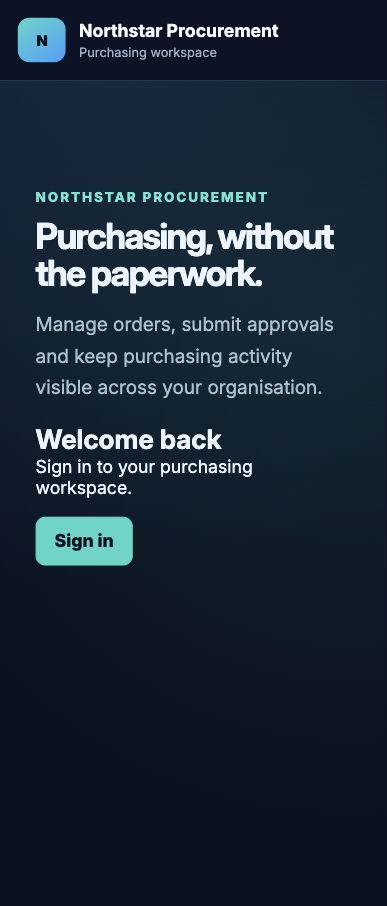 N
Northstar Procurement
Purchasing workspace
NORTHSTAR PROCUREMENT
Purchasing, without
the paperwork.
Manage orders, submit approvals
and keep purchasing activity
visible across your organisation.
Welcome back
Sign in to your purchasing
workspace.
Sign in